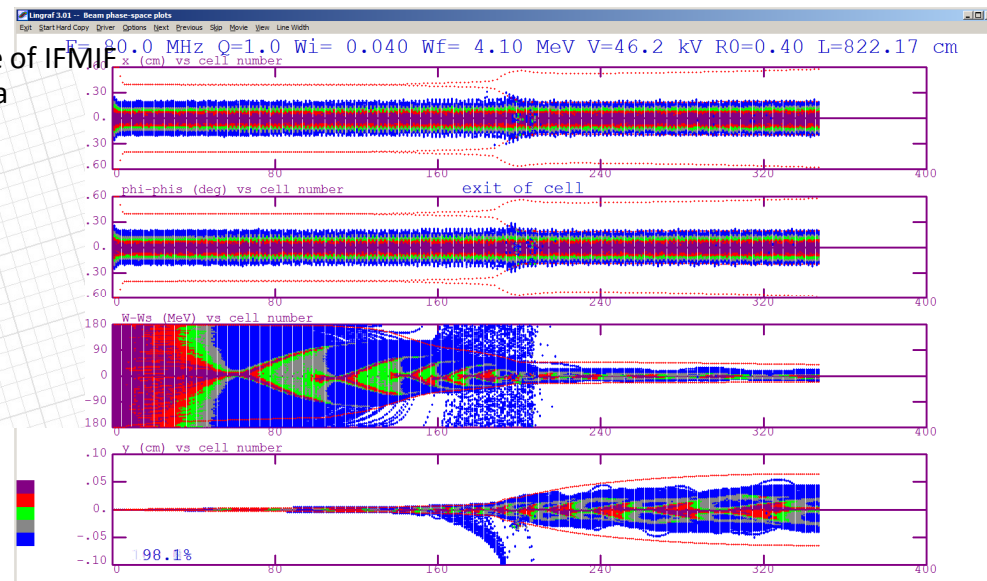 Lingraf 3.01 -- Beam phase-space plots
Exit Start Hard Copy Driver Options Next Previous Skip Movie View Line Width
e of IFMIF
a
F= 80.0 MHz Q=1.0 Wi= 0.040 Wf= 4.10 MeV V=46.2 kV R0=0.40 L=822.17 cm
x (cm) vs cell number
.60
.30
0.
.30
.60
0 80 160 240 320 400
phi-phis (deg) vs cell number exit of cell
.60
.30
0.
.30
.60
0 80 160 240 320 400
W-Ws (MeV) vs cell number
180
90
0
-90
180
0 80 160 240 320 400
y (cm) vs cell number
.10
.05
0.
-.05
-.10
98.1%
0 80 160 240 320 400